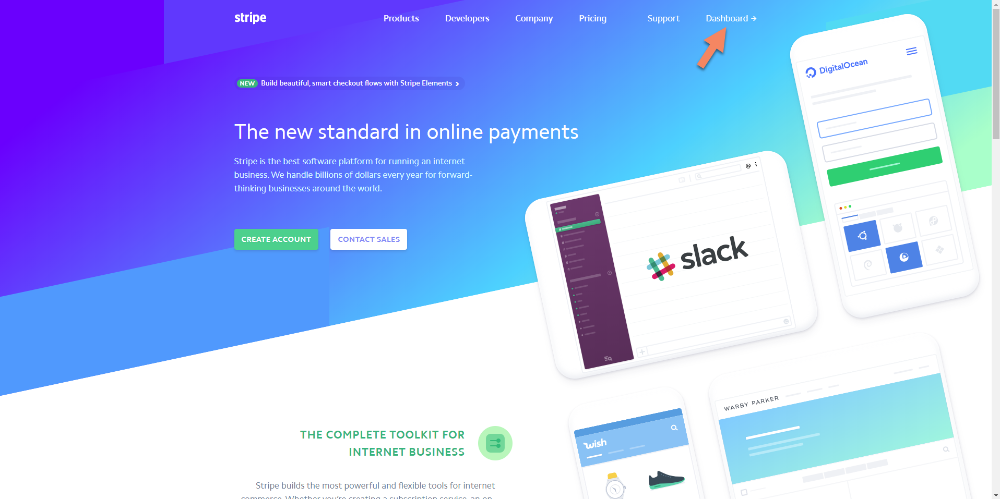 stripe
Products Developers Company Pricing Support Dashboard →
NEW Build beautiful, smart checkout flows with Stripe Elements
The new standard in online payments
Stripe is the best software platform for running an internet
business. We handle billions of dollars every year for forward-
thinking businesses around the world.
CREATE ACCOUNT CONTACT SALES
DigitalOcean
slack
WARBY PARKER
wish
THE COMPLETE TOOLKIT FOR
INTERNET BUSINESS
Stripe builds the most powerful and flexible tools for internet
commerce. Whether you're creating a subscription service, an on-